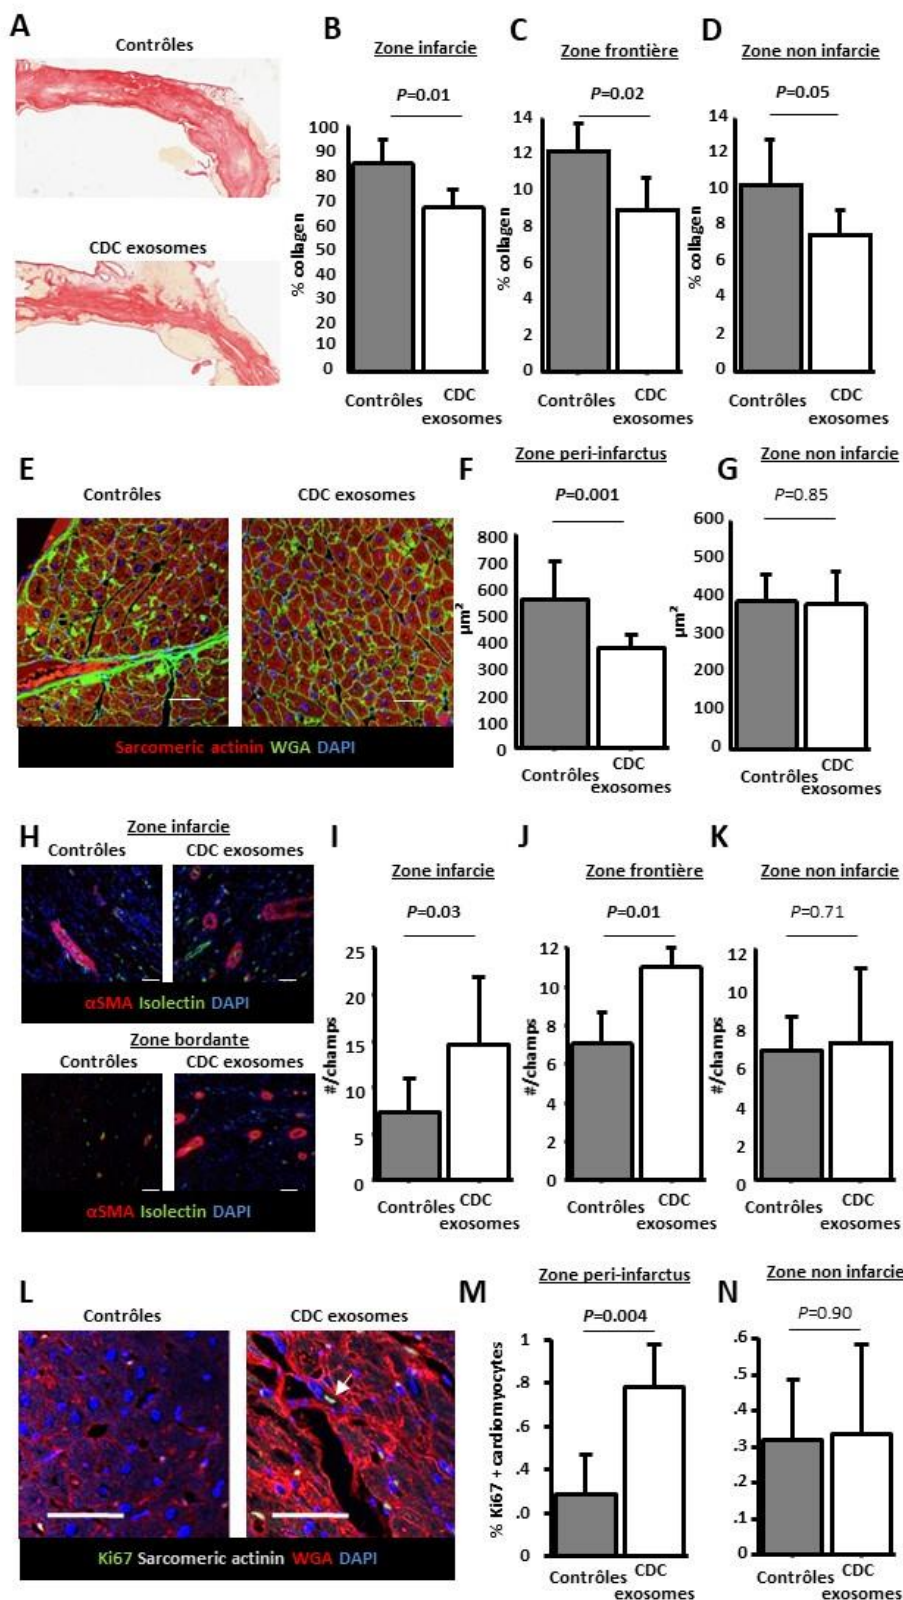 A
Contrôles
CDC exosomes
B
Zone infarcie
P=0.01
100
90
80
70
60
50
40
30
20
10
0
% collagen
Contrôles
CDC
exosomes
C
Zone frontière
P=0.02
14
12
10
8
6
4
2
0
% collagen
Contrôles
CDC
exosomes
D
Zone non infarcie
P=0.05
14
12
10
8
6
4
2
0
% collagen
Contrôles
CDC
exosomes
E
Contrôles
CDC exosomes
Sarcomeric actinin WGA DAPI
F
Zone peri-infarctus
P=0.001
800
700
600
500
400
300
200
100
0
µm²
Contrôles
CDC
exosomes
G
Zone non infarcie
P=0.85
600
500
400
300
200
100
0
µm²
Contrôles
CDC
exosomes
H
Zone infarcie
Contrôles
CDC exosomes
αSMA Isolectin DAPI
Zone bordante
Contrôles
CDC exosomes
αSMA Isolectin DAPI
I
Zone infarcie
P=0.03
25
20
15
10
5
0
#/champs
Contrôles
CDC
exosomes
J
Zone frontière
P=0.01
12
10
8
6
4
2
0
#/champs
Contrôles
CDC
exosomes
K
Zone non infarcie
P=0.71
12
10
8
6
4
2
0
#/champs
Contrôles
CDC
exosomes
L
Contrôles
CDC exosomes
Ki67 Sarcomeric actinin WGA DAPI
M
Zone peri-infarctus
P=0.004
1
.8
.6
.4
.0
0
% Ki67 + cardiomyocytes
Contrôles
CDC
exosomes
N
Zone non infarcie
P=0.90
.6
.5
.4
.3
.2
.1
0
Contrôles
CDC
exosomes